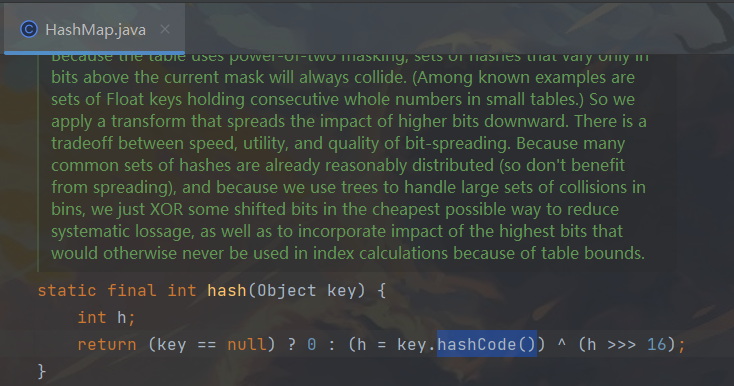 HashMap.java
Because the table uses power-of-two masking, sets of hashes that vary only in
bits above the current mask will always collide. (Among known examples are
sets of Float keys holding consecutive whole numbers in small tables.) So we
apply a transform that spreads the impact of higher bits downward. There is a
tradeoff between speed, utility, and quality of bit-spreading. Because many
common sets of hashes are already reasonably distributed (so don't benefit
from spreading), and because we use trees to handle large sets of collisions in
bins, we just XOR some shifted bits in the cheapest possible way to reduce
systematic lossage, as well as to incorporate impact of the highest bits that
would otherwise never be used in index calculations because of table bounds.
static final int hash(Object key) {
    int h;
    return (key == null) ? 0 : (h = key.hashCode()) ^ (h >>> 16);
}